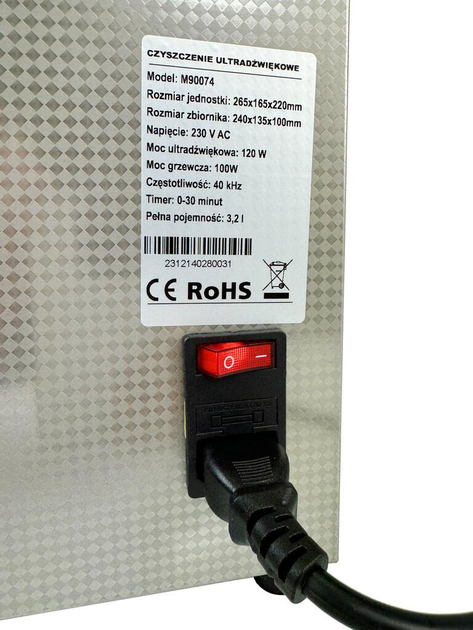 CZYSZCZENIE ULTRADŹWIĘKOWE
Model: M90074
Rozmiar jednostki: 265x165x220mm
Rozmiar zbiornika: 240x135x100mm
Napięcie: 230 V AC
Moc ultradźwiękowa: 120 W
Moc grzewcza: 100W
Częstotliwość: 40 kHz
Timer: 0-30 minut
Pełna pojemność: 3,2 l
2312140280031
CE RoHS
O —